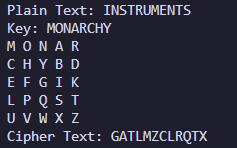 Plain Text: INSTRUMENTS
Key: MONARCHY
M O N A R
C H Y B D
E F G I K
L P Q S T
U V W X Z
Cipher Text: GATLMZCLRQTX